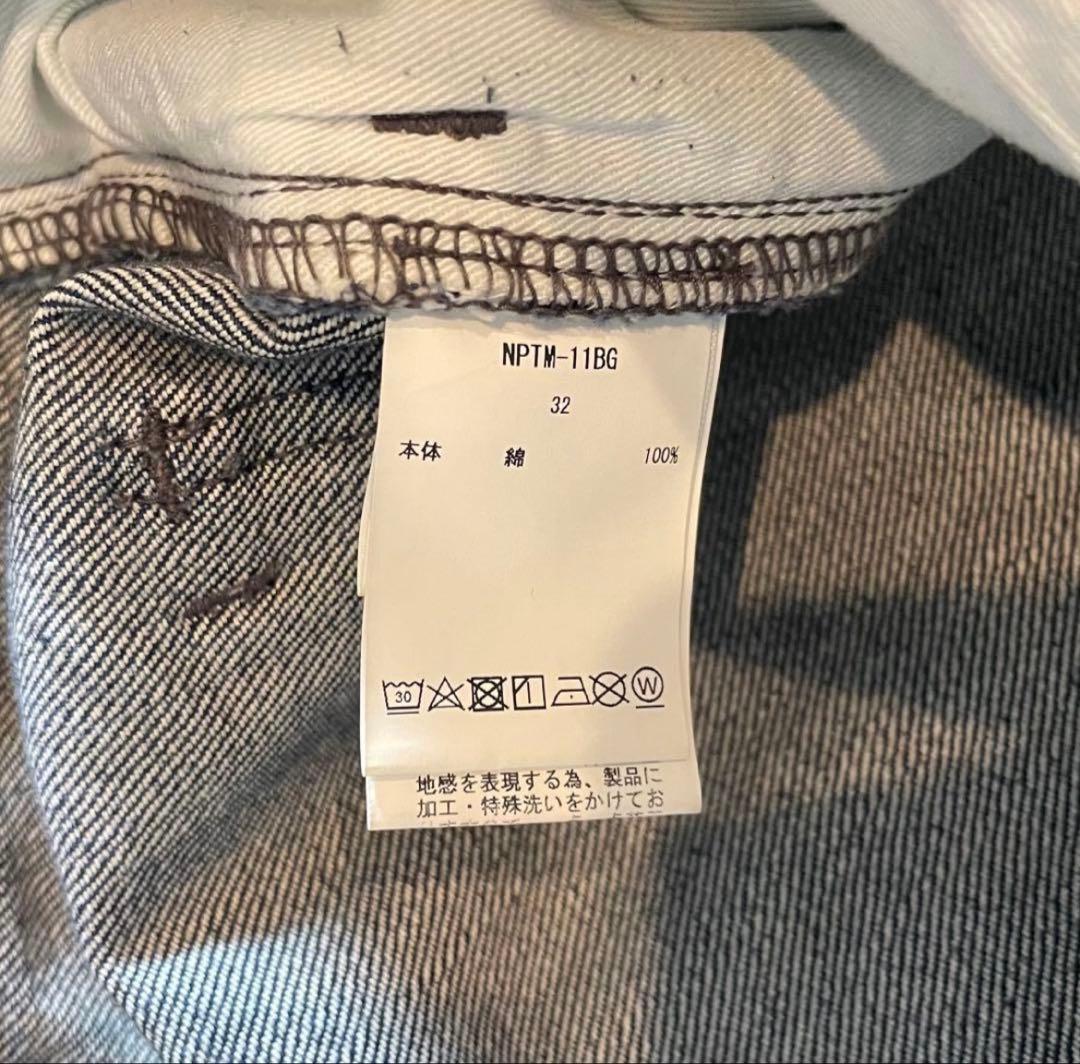 NPTM-11BG
32
本体 綿 100%
30 W
地感を表現する為、製品に
加工・特殊洗いをかけてお